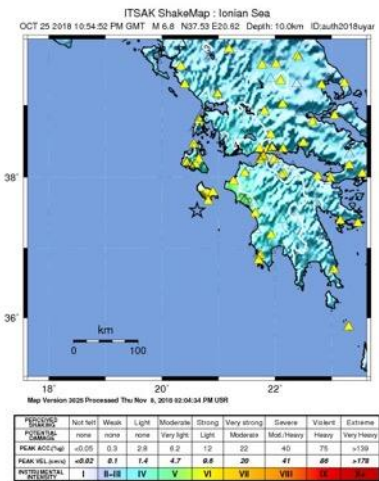 ITSAK ShakeMap : Ionian Sea
OCT 25 2018 10:54:52 PM GMT M 6.8 N37.53 E20.62 Depth: 10.0km ID:auth2018uyar
38°
36°
km
0 100
20° 22°
Map Version 3026 Processed Thu Nov 8, 2018 02:04:34 PM
PERCEIVED SHAKING Not felt Weak Light Moderate Strong Very strong Severe Violent Extreme
POTENTIAL DAMAGE none none none Very light Light Moderate Mod./Heavy Heavy Very Heavy
PEAK ACC.(%g) <0.05 0.3 2.8 6.2 12 22 40 75 >139
PEAK VEL.(cm/s) <0.02 0.1 1.4 4.7 9.6 20 41 86 >178
INSTRUMENTAL INTENSITY I II-III IV V VI VII VIII IX X+